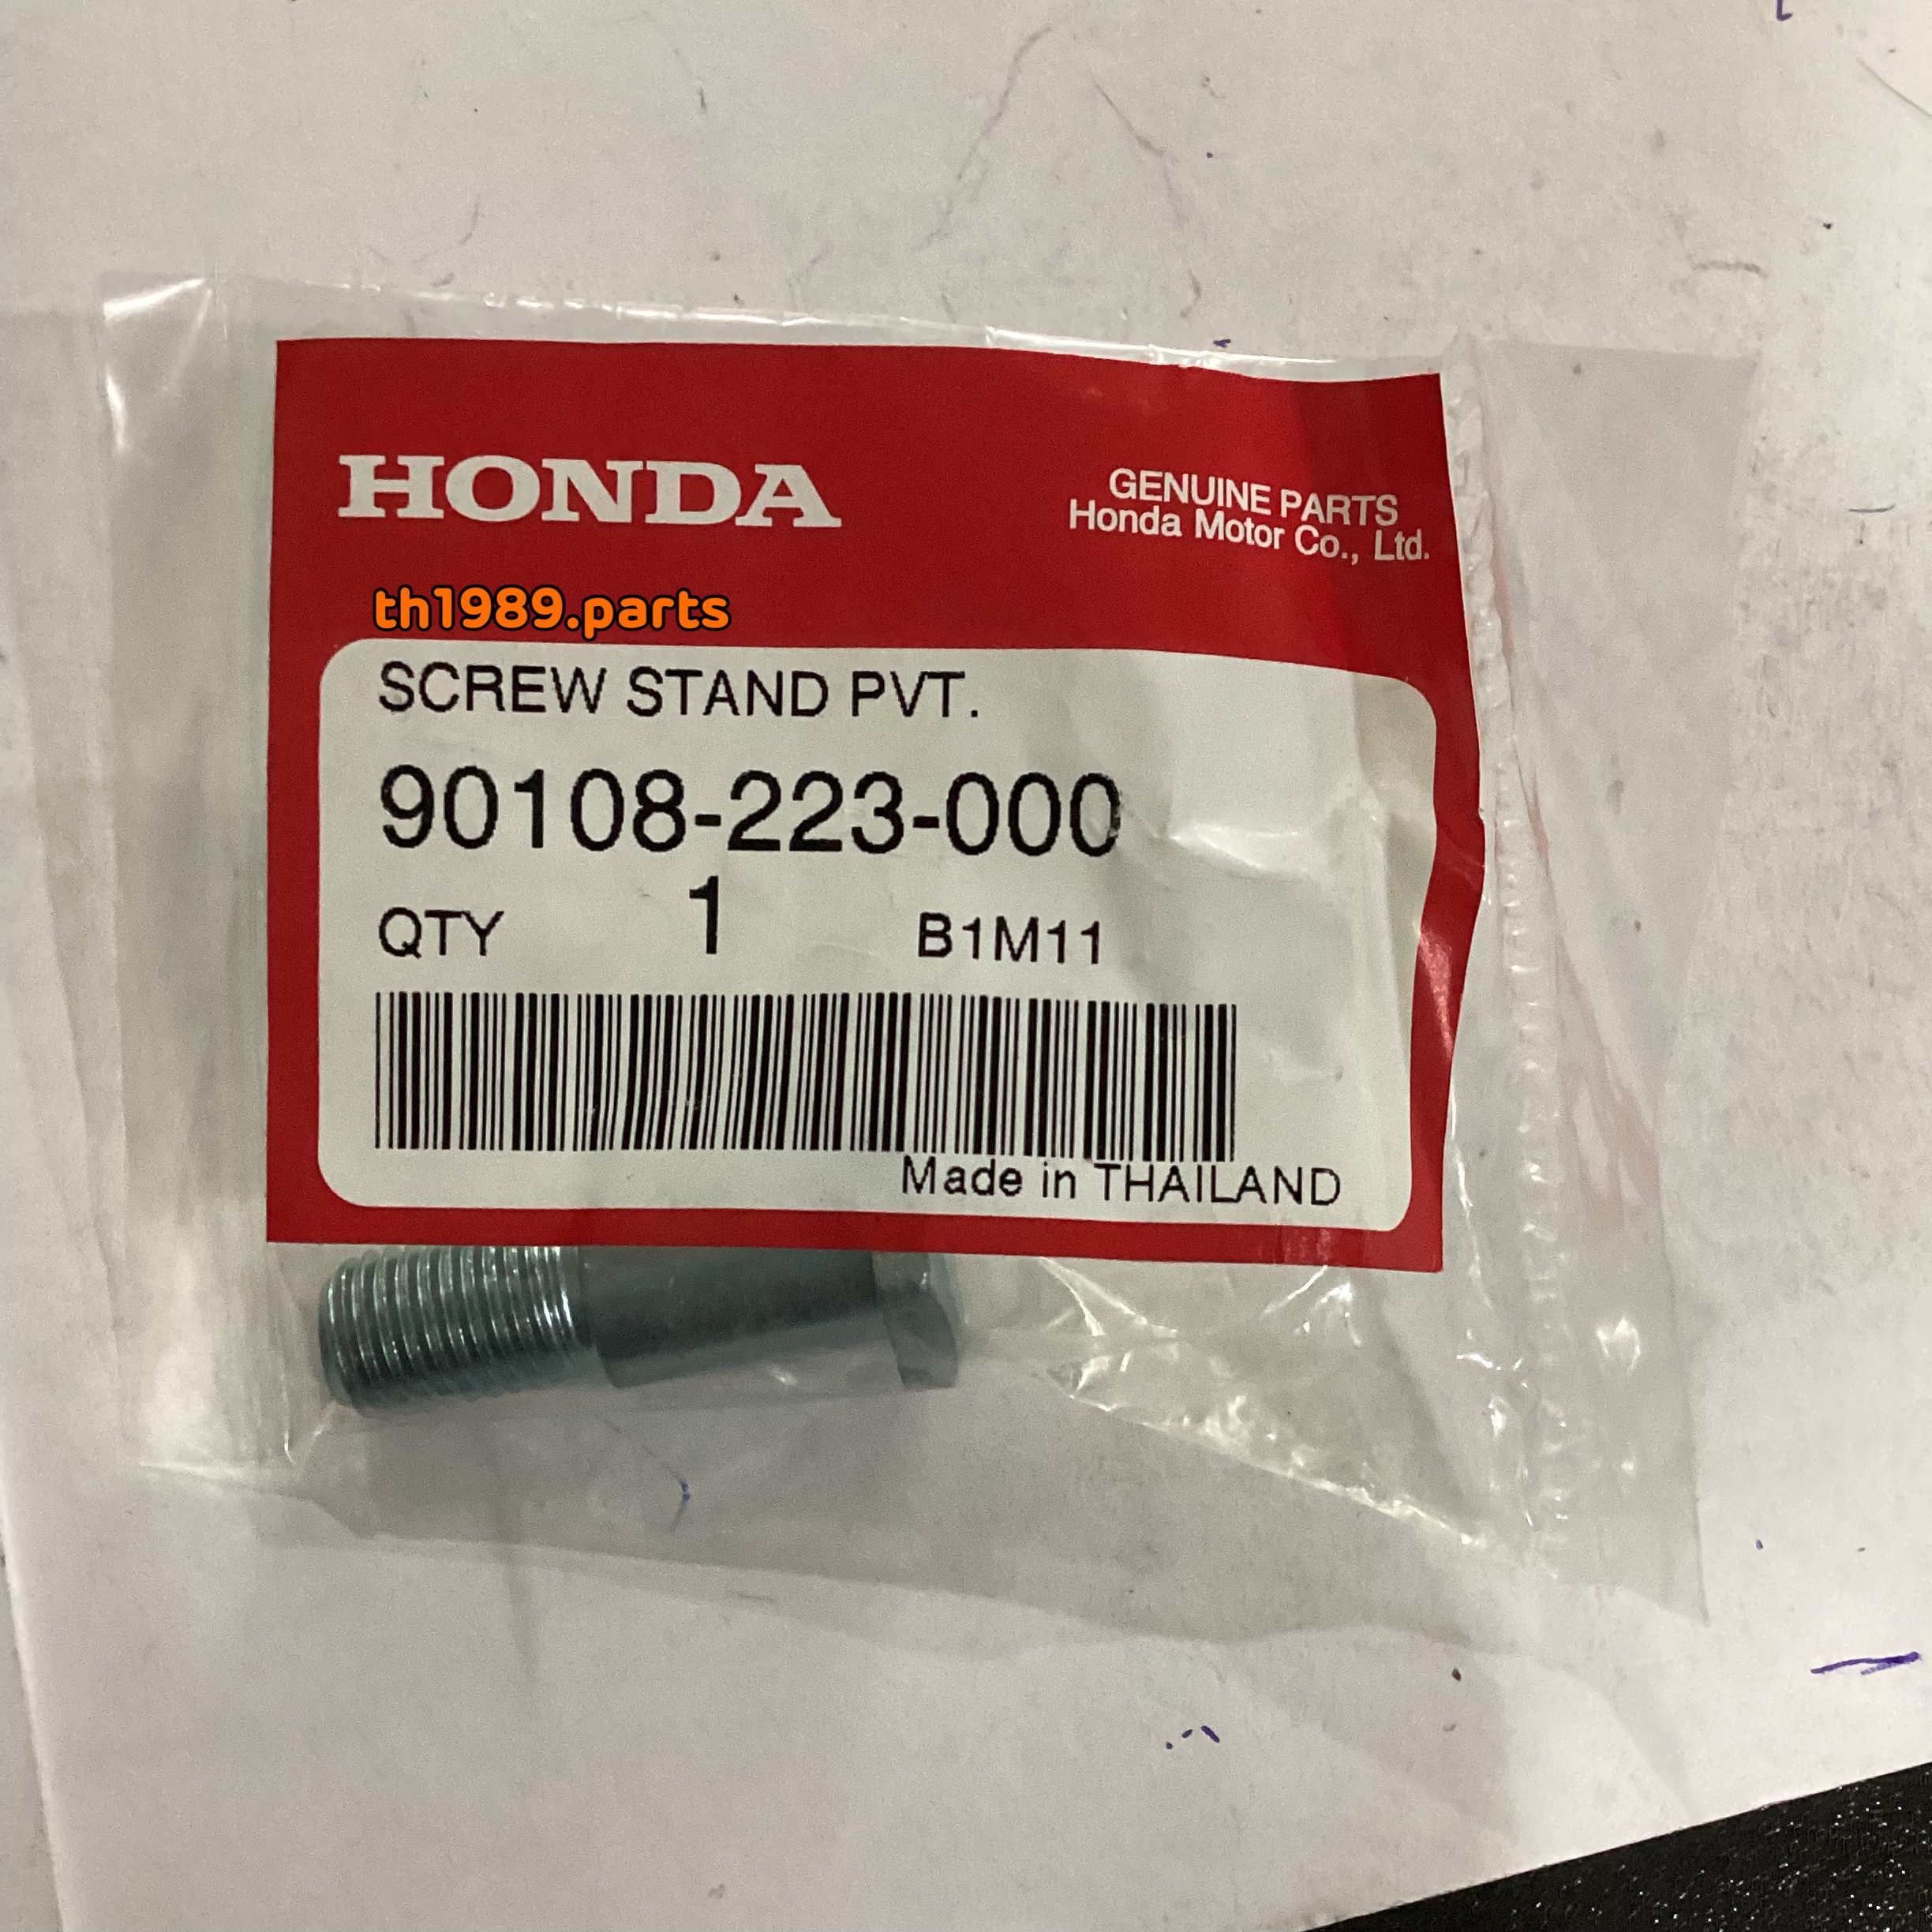 HONDA
GENUINE PARTS
Honda Motor Co., Ltd.
th1989.parts
SCREW STAND PVT.
90108-223-000
QTY 1 B1M11
Made in THAILAND